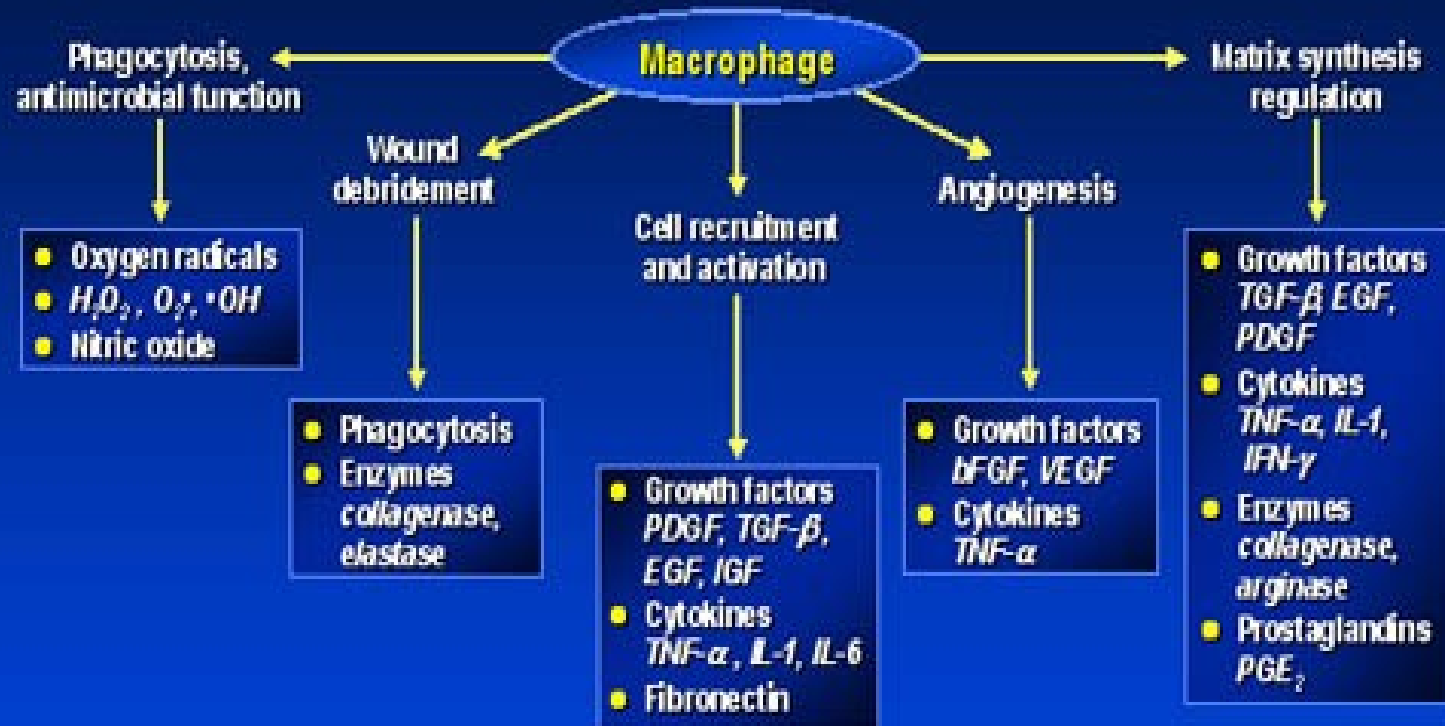 Macrophage
Phagocytosis,
antimicrobial function
● Oxygen radicals
● H₂O₂, O₂•, •OH
● Nitric oxide
Wound
debridement
● Phagocytosis
● Enzymes
collagenase,
elastase
Cell recruitment
and activation
● Growth factors
PDGF, TGF-β,
EGF, IGF
● Cytokines
TNF-α, IL-1, IL-6
● Fibronectin
Angiogenesis
● Growth factors
bFGF, VEGF
● Cytokines
TNF-α
Matrix synthesis
regulation
● Growth factors
TGF-β, EGF,
PDGF
● Cytokines
TNF-α, IL-1,
IFN-γ
● Enzymes
collagenase,
arginase
● Prostaglandins
PGE₂